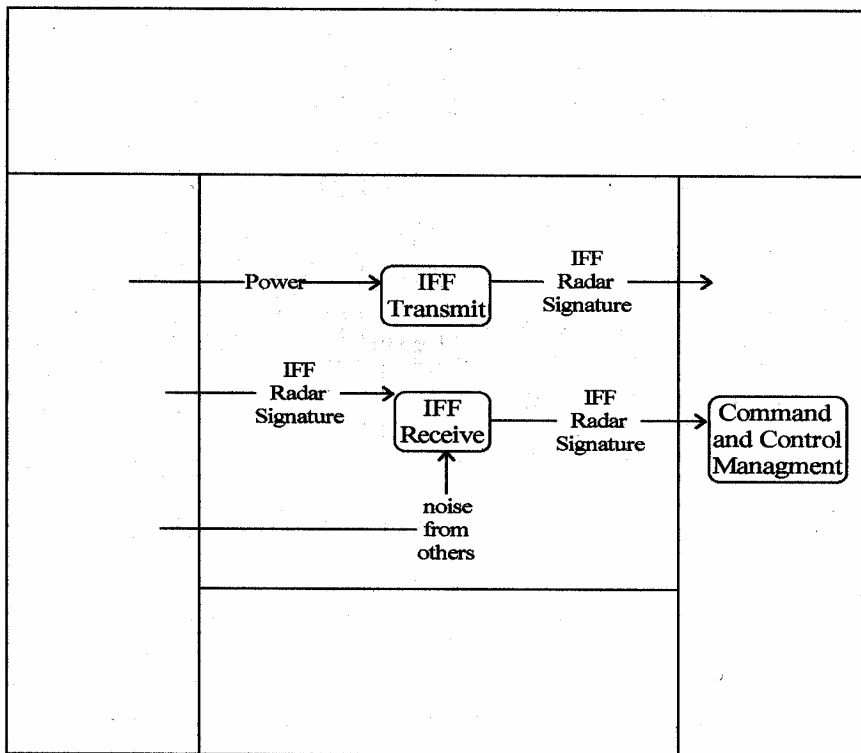 Power
IFF
Transmit
IFF
Radar
Signature
IFF
Radar
Signature
IFF
Receive
IFF
Radar
Signature
Command
and Control
Managment
noise
from
others